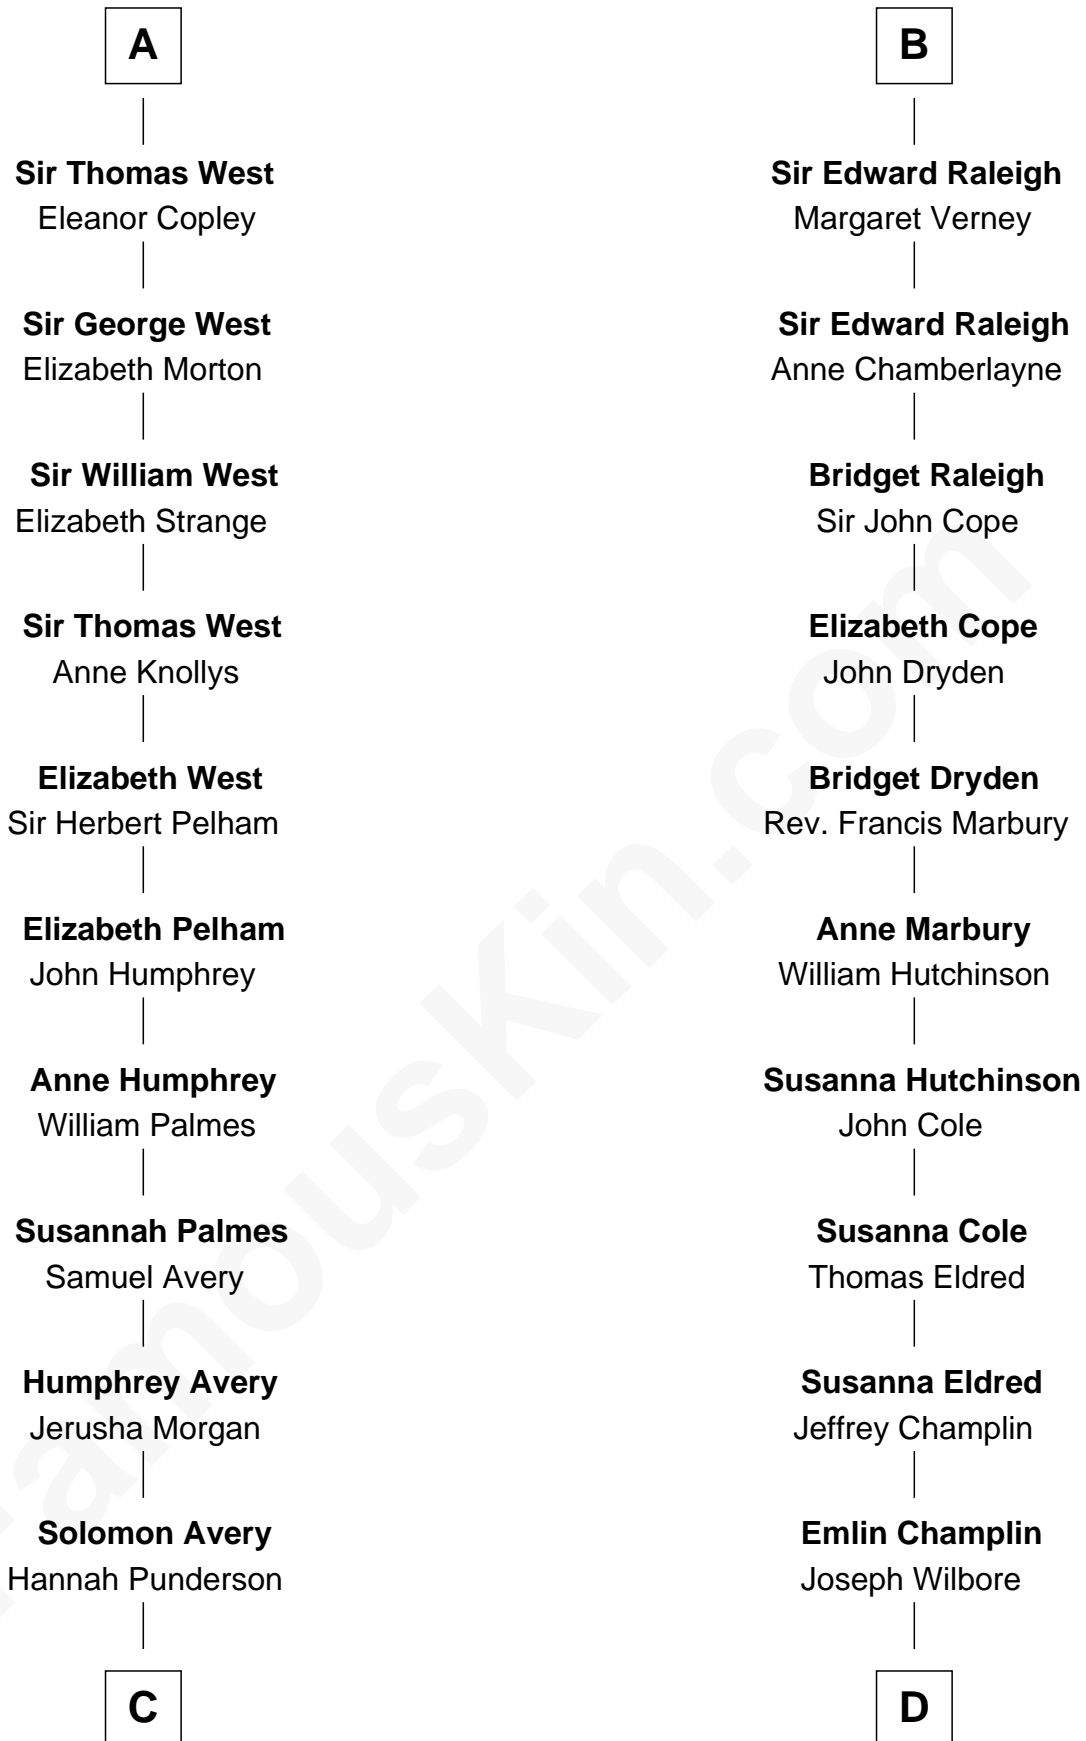 A
Sir Thomas West
Eleanor Copley
Sir George West
Elizabeth Morton
Sir William West
Elizabeth Strange
Sir Thomas West
Anne Knollys
Elizabeth West
Sir Herbert Pelham
Elizabeth Pelham
John Humphrey
Anne Humphrey
William Palmes
Susannah Palmes
Samuel Avery
Humphrey Avery
Jerusha Morgan
Solomon Avery
Hannah Punderson
C
B
Sir Edward Raleigh
Margaret Verney
Sir Edward Raleigh
Anne Chamberlayne
Bridget Raleigh
Sir John Cope
Elizabeth Cope
John Dryden
Bridget Dryden
Rev. Francis Marbury
Anne Marbury
William Hutchinson
Susanna Hutchinson
John Cole
Susanna Cole
Thomas Eldred
Susanna Eldred
Jeffrey Champlin
Emlin Champlin
Joseph Wilbore
D
FamousKin.com